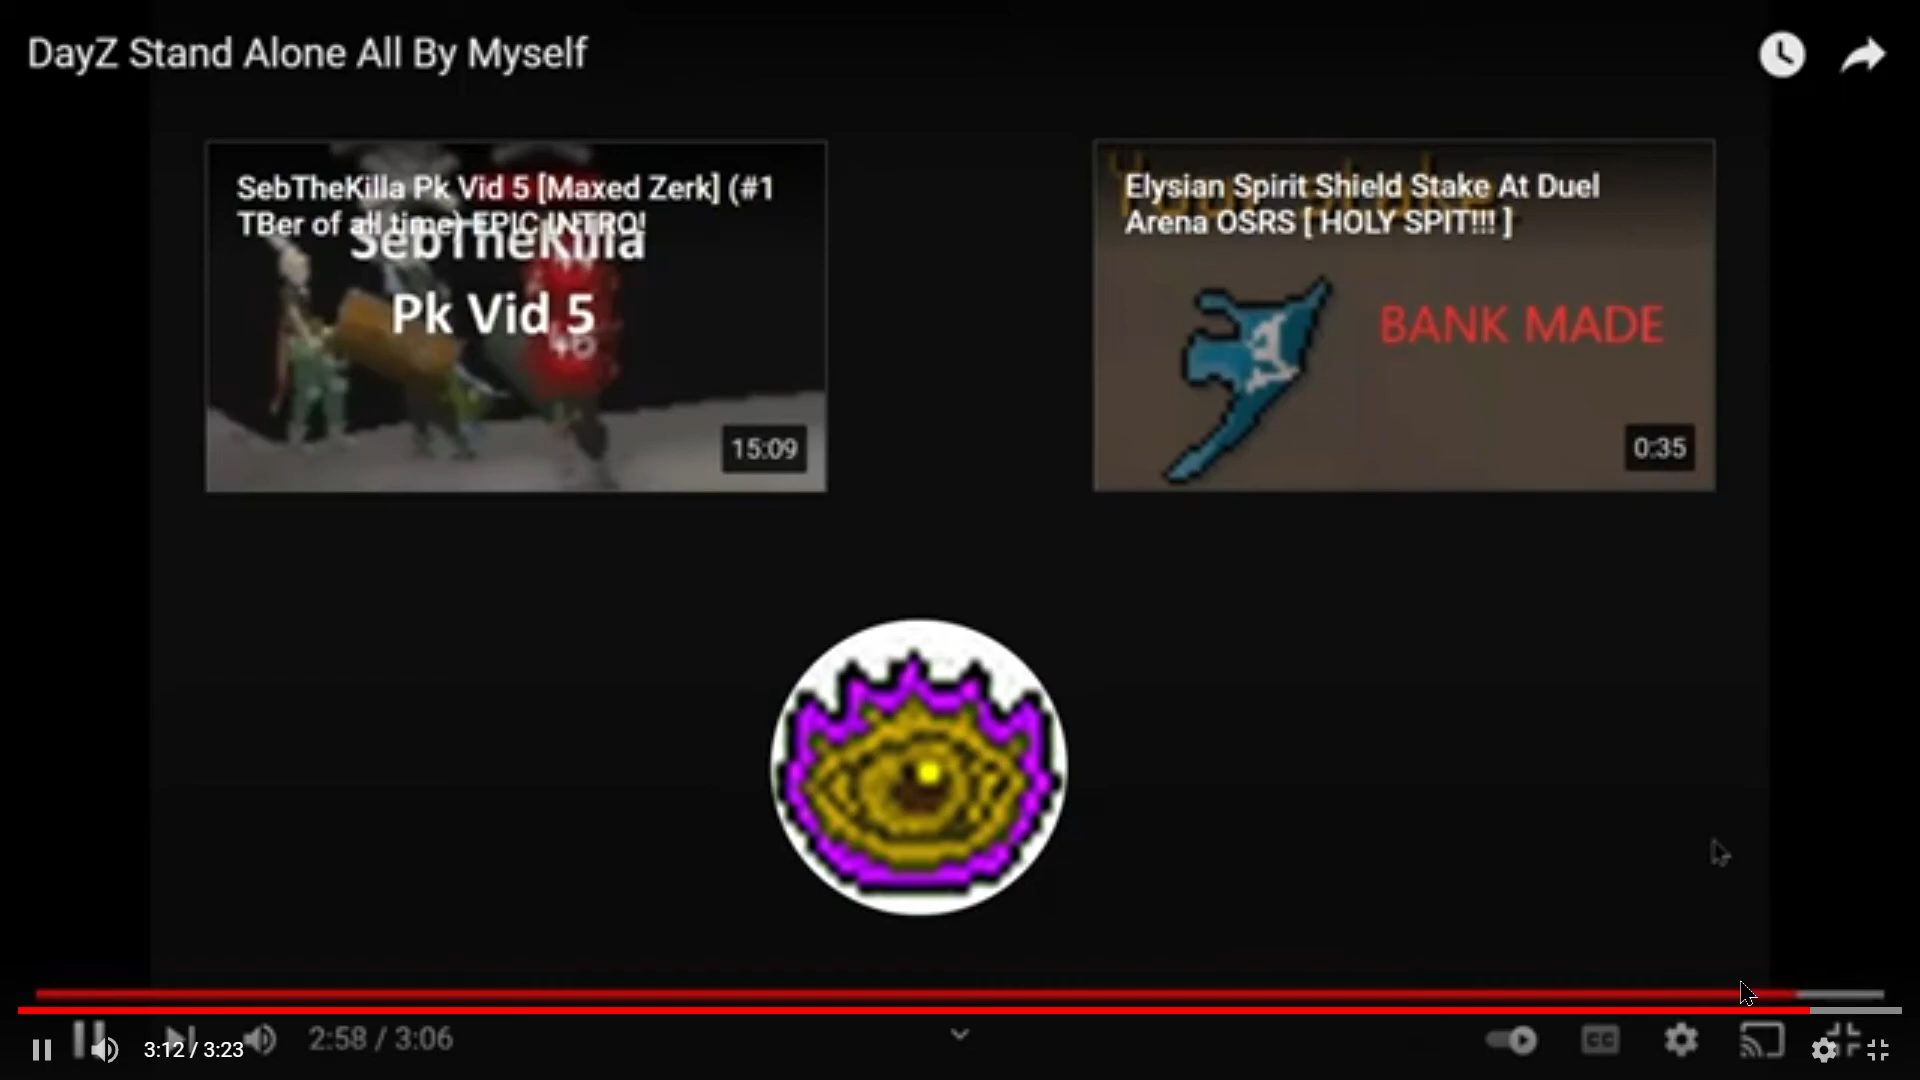 DayZ Stand Alone All By Myself
SebTheKilla Pk Vid 5 [Maxed Zerk] (#1
TBer of all time) EPIC INTRO!
SebTheKilla
Pk Vid 5
15:09
Elysian Spirit Shield Stake At Duel
Arena OSRS [ HOLY SPIT!!! ]
BANK MADE
0:35
2:58 / 3:06
CC
3:12 / 3:23